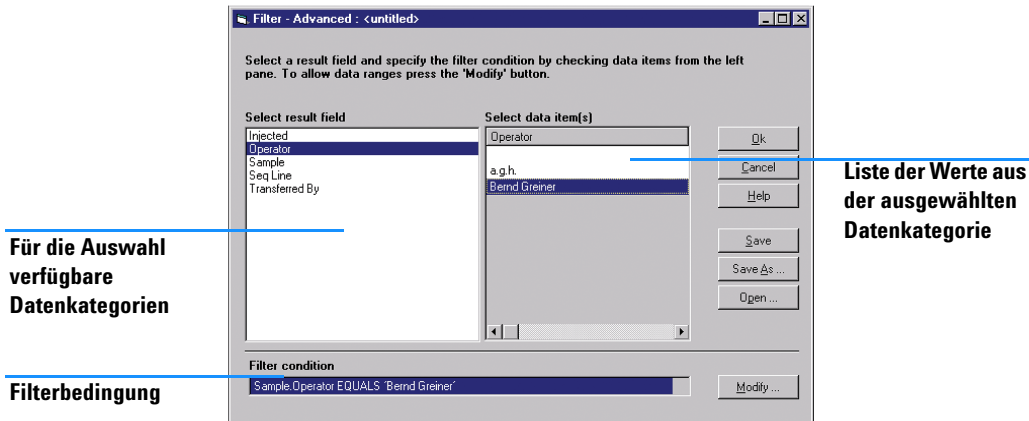 Filter - Advanced : <untitled>
Select a result field and specify the filter condition by checking data items from the left
pane. To allow data ranges press the 'Modify' button.
Select result field
Injected
Operator
Sample
Seq Line
Transferred By
Select data item(s)
Operator
a.g.h.
Bernd Greiner
Ok
Cancel
Help
Save
Save As ...
Open ...
Filter condition
Sample.Operator EQUALS ´Bernd Greiner´
Modify ...
Für die Auswahl
verfügbare
Datenkategorien
Filterbedingung
Liste der Werte aus
der ausgewählten
Datenkategorie